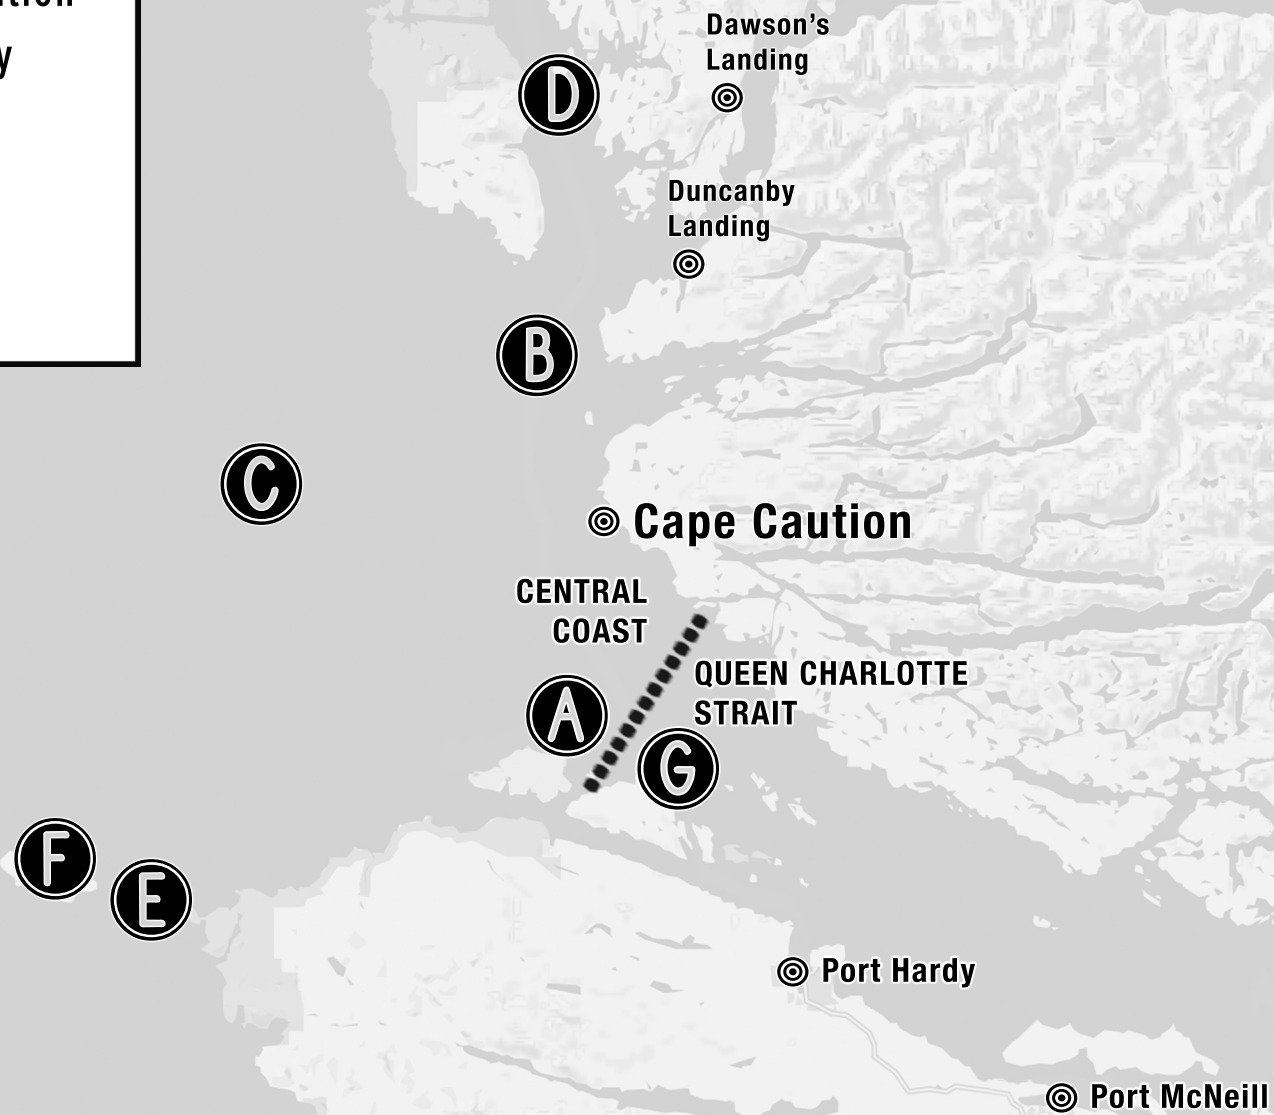 Dawson’s
Landing
D
Duncanby
Landing
B
C
Cape Caution
CENTRAL
COAST
QUEEN CHARLOTTE
STRAIT
A
G
F
E
Port Hardy
Port McNeill